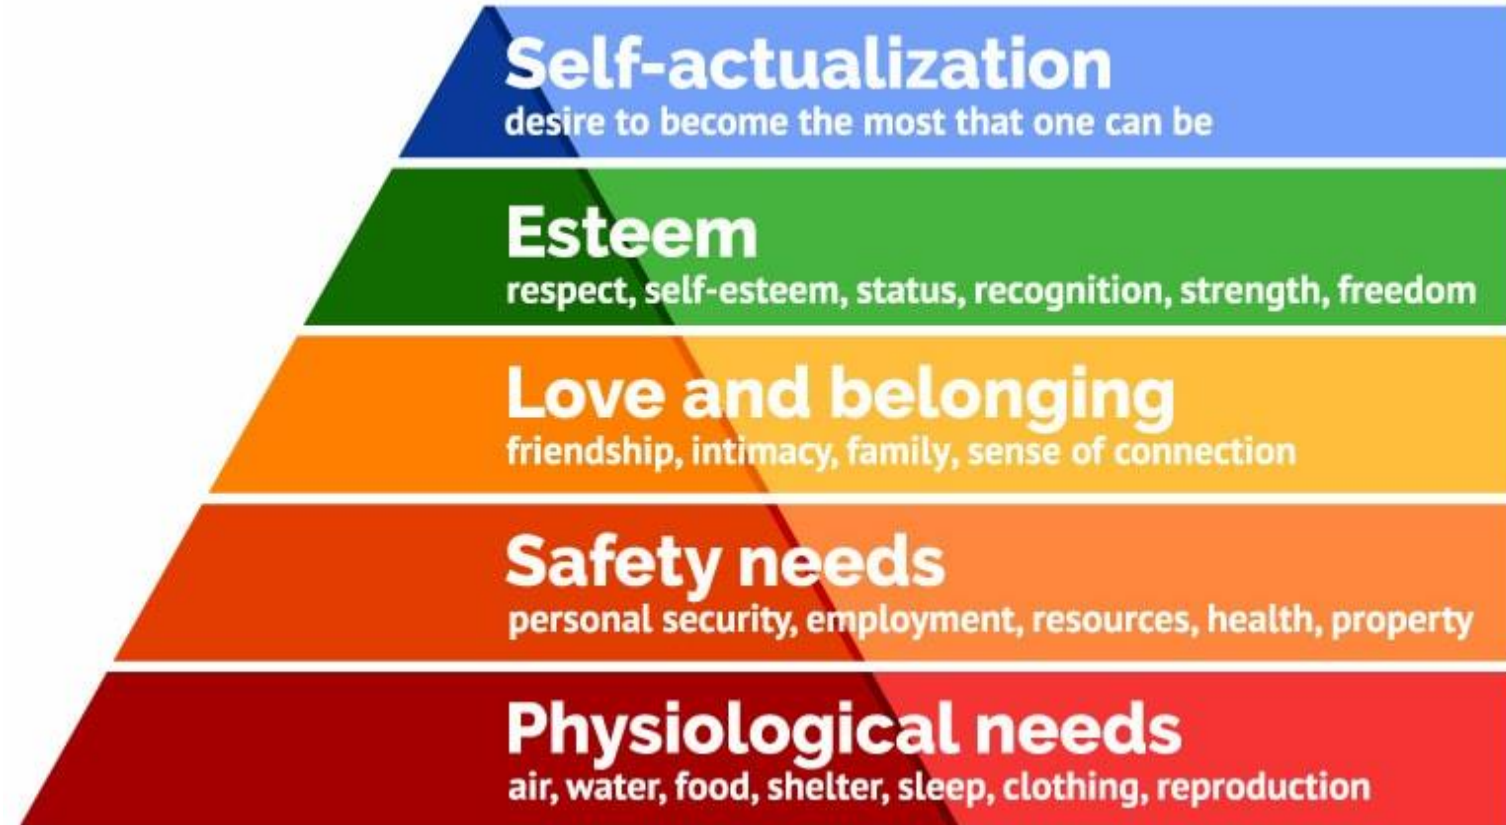 Self-actualization
desire to become the most that one can be
Esteem
respect, self-esteem, status, recognition, strength, freedom
Love and belonging
friendship, intimacy, family, sense of connection
Safety needs
personal security, employment, resources, health, property
Physiological needs
air, water, food, shelter, sleep, clothing, reproduction